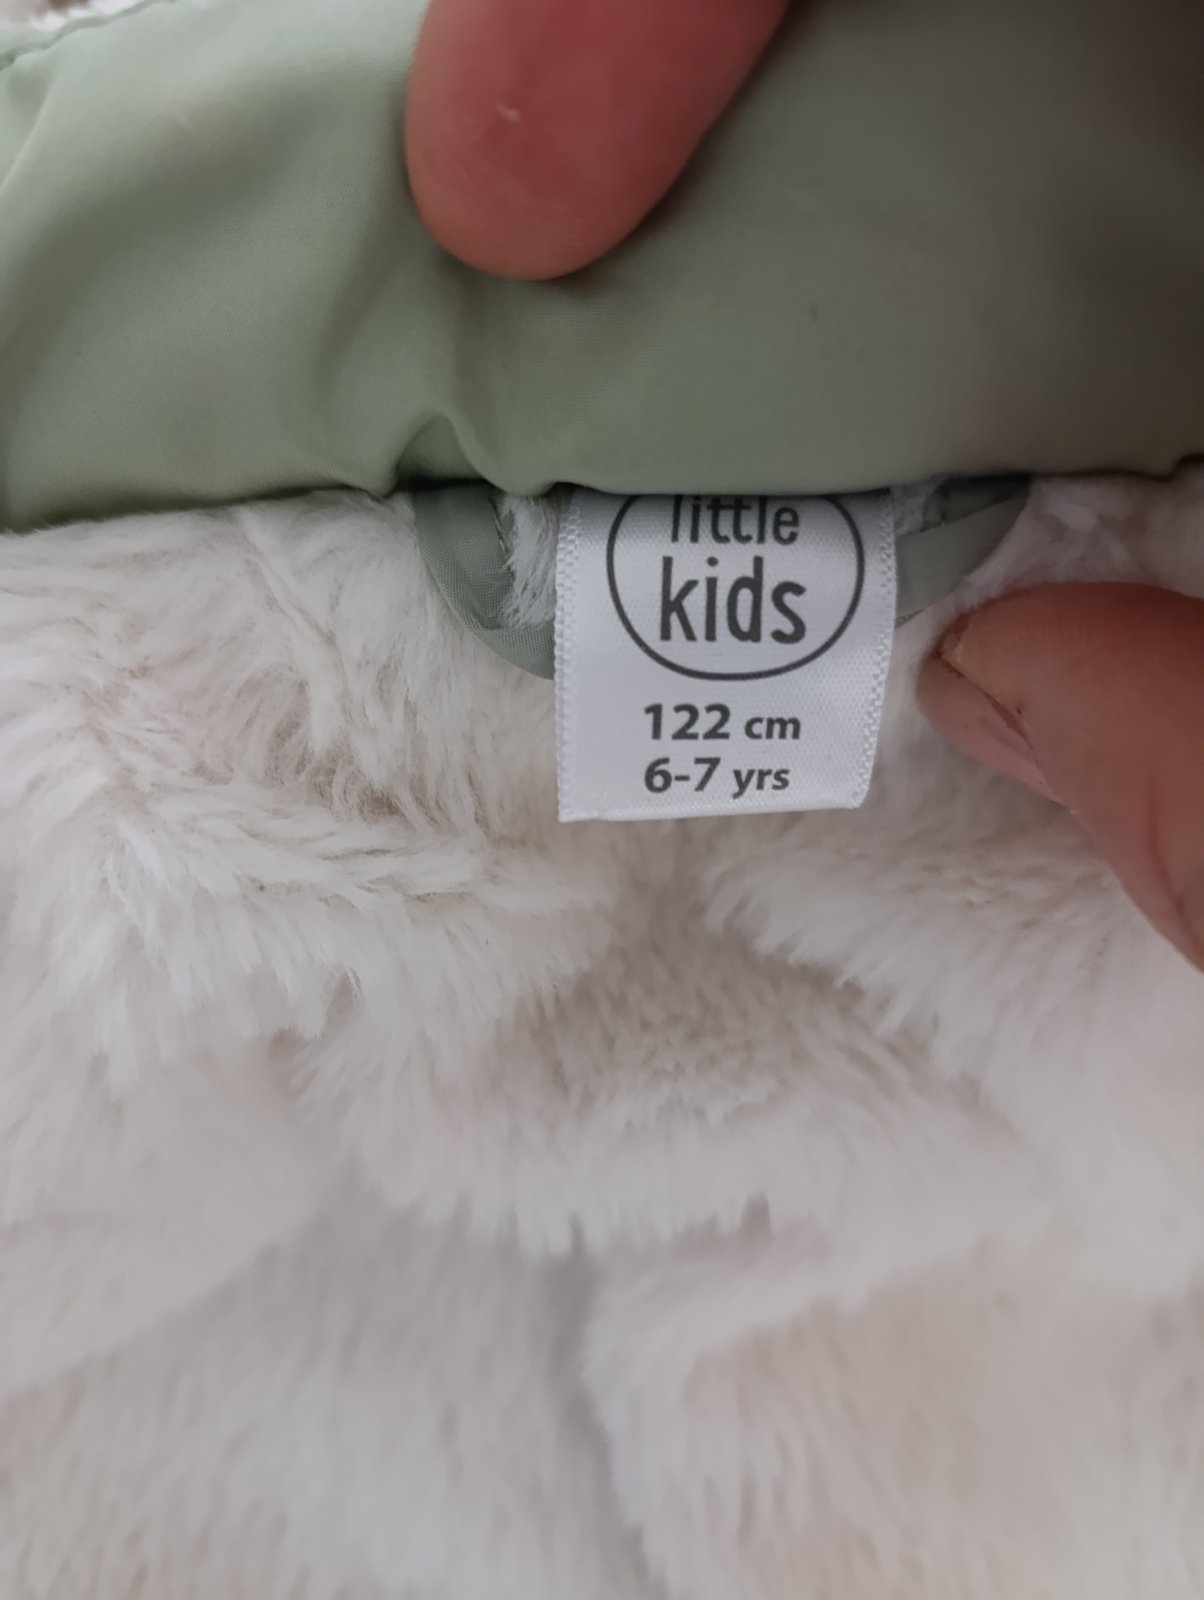 little
kids
122 cm
6-7 yrs